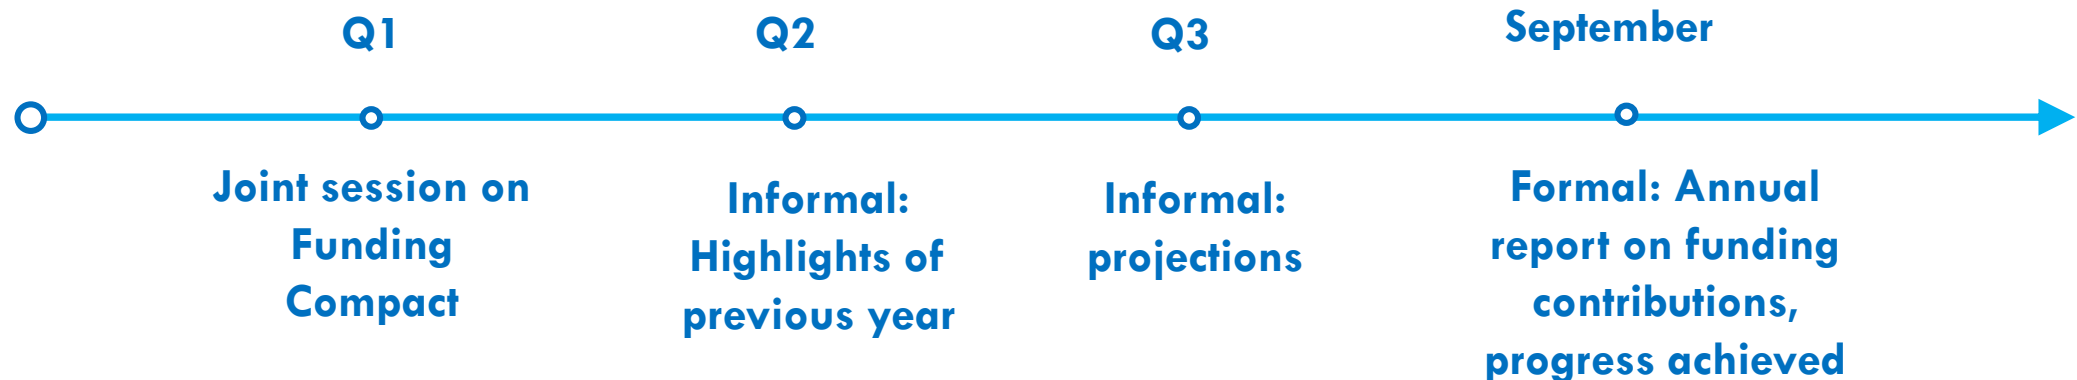 Q1
Joint session on
Funding
Compact
Q2
Informal:
Highlights of
previous year
Q3
Informal:
projections
September
Formal: Annual
report on funding
contributions,
progress achieved